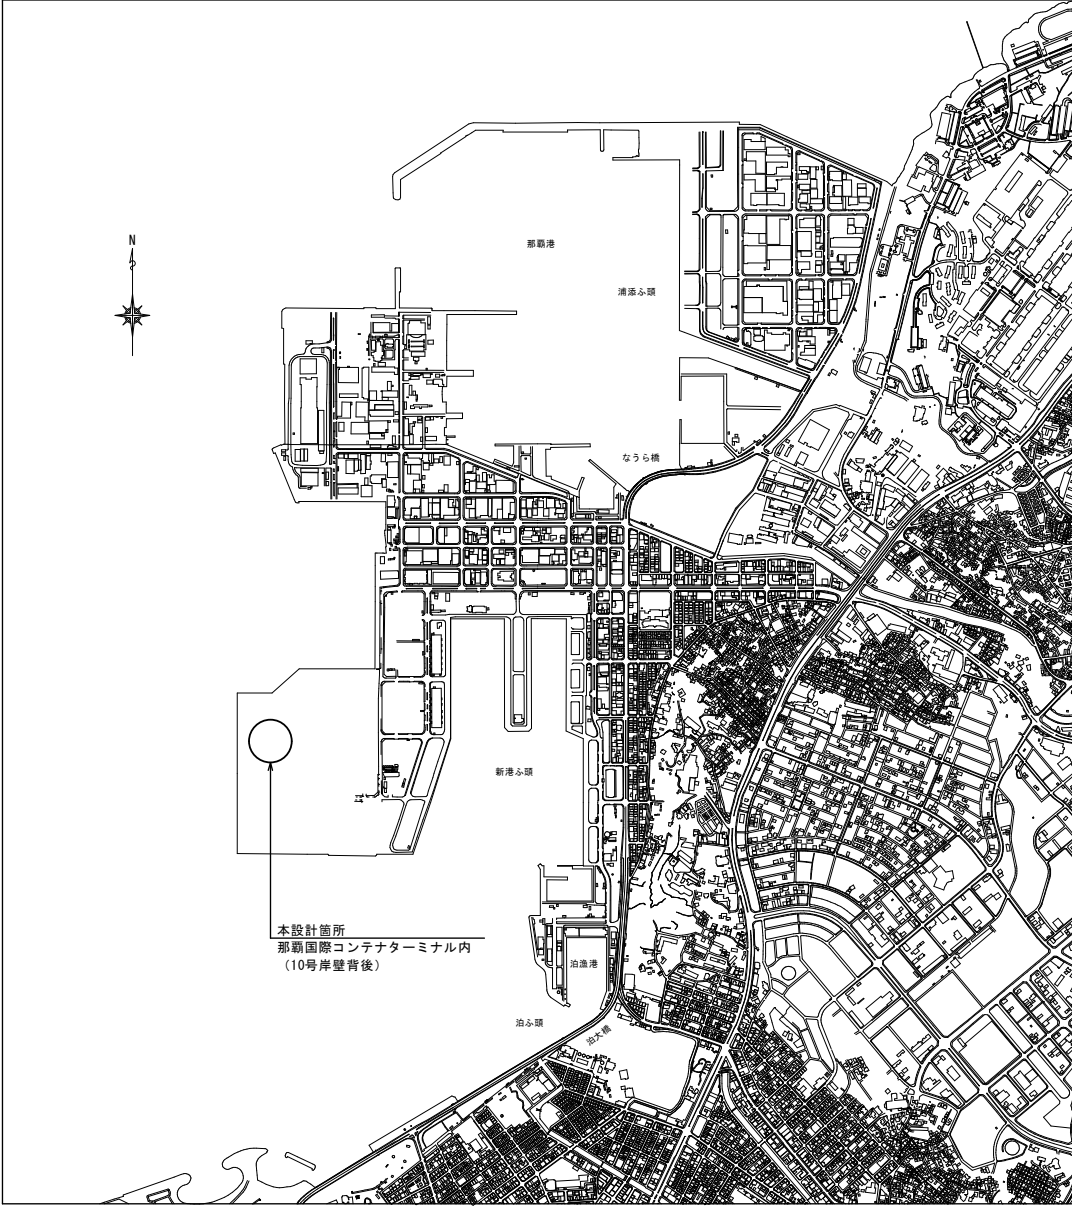 N
那覇港
浦添ふ頭
なうら橋
新港ふ頭
本設計箇所
那覇国際コンテナターミナル内
（10号岸壁背後）
泊漁港
泊ふ頭
泊大橋